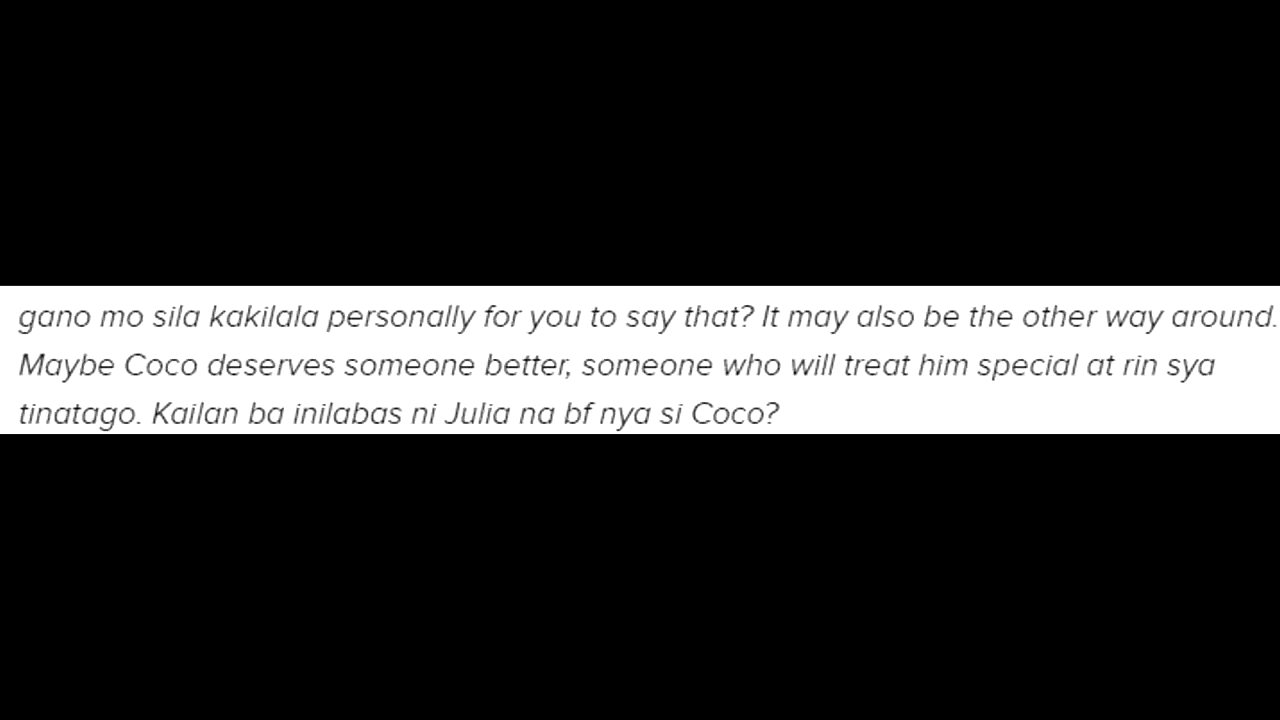 gano mo sila kakilala personally for you to say that? It may also be the other way around.
Maybe Coco deserves someone better, someone who will treat him special at rin sya
tinatago. Kailan ba inilabas ni Julia na bf nya si Coco?